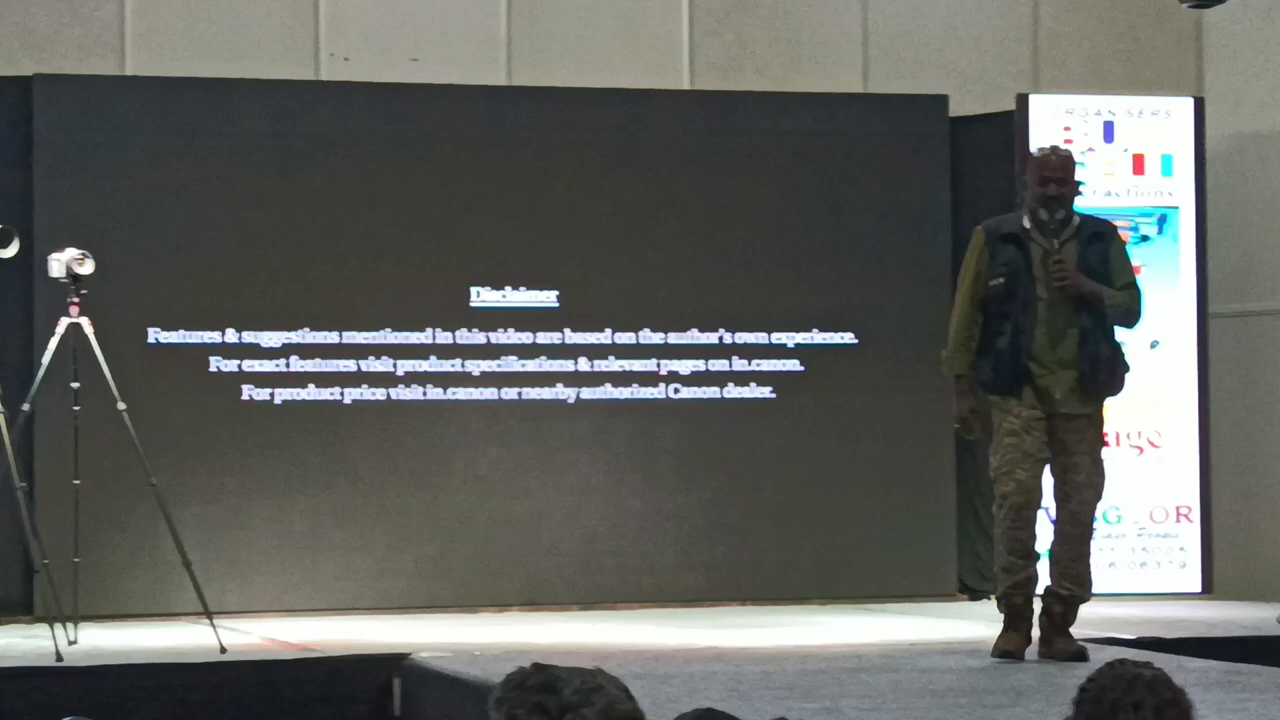 Disclaimer
Features & suggestions mentioned in this video are based on the author's own experience.
For exact features visit product specifications & relevant pages on in.canon.
For product price visit in.canon or nearby authorized Canon dealer.
ORGANISERS